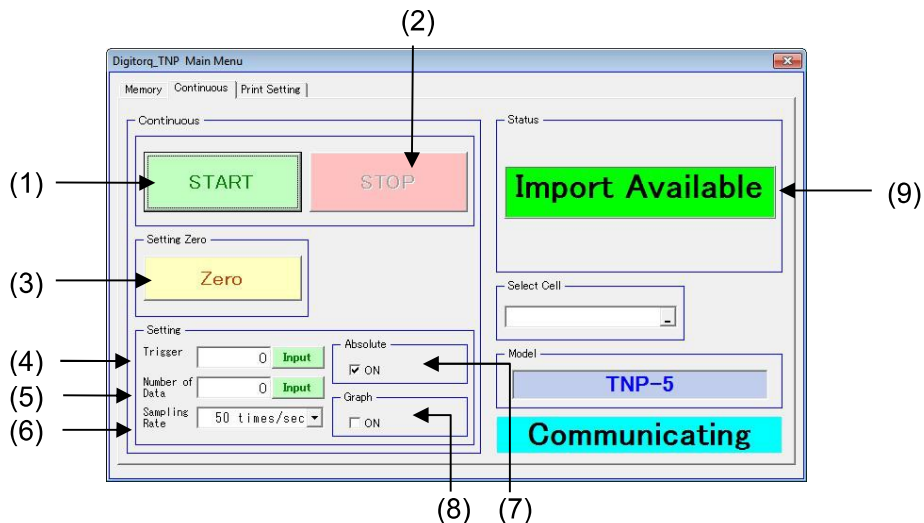 (2)
Digitorq_TNP Main Menu
Memory Continuous Print Setting
Continuous
Status
(1)
START
STOP
Import Available
(9)
Setting Zero
(3)
Zero
Select Cell
Setting
(4)
Trigger 0 Input
Absolute
ON
Model
TNP-5
(5)
Number of
Data 0 Input
Graph
(6)
Sampling
Rate 50 times/sec
ON
Communicating
(8)
(7)